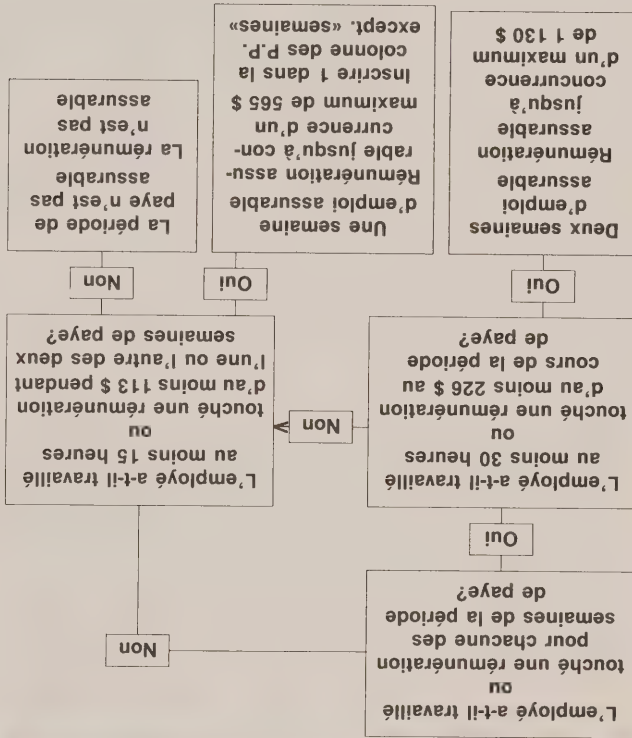 L'employé a-t-il travaillé
ou
touché une rémunération
pour chacune des
semaines de la période
de paye?
Non
Oui
L'employé a-t-il travaillé
au moins 30 heures
ou
touché une rémunération
d'au moins 226 $ au
cours de la période
de paye?
Non
L'employé a-t-il travaillé
au moins 15 heures
ou
touché une rémunération
d'au moins 113 $ pendant
l'une ou l'autre des deux
semaines de paye?
Oui
Oui
Non
Deux semaines
d'emploi
assurable
Rémunération
assurable
jusqu'à
concurrence
d'un maximum
de 1 130 $
Une semaine
d'emploi assurable
Rémunération assu-
rable jusqu'à con-
currence d'un
maximum de 565 $
Inscrire 1 dans la
colonne des P.P.
except. «semaines»
La période de
paye n'est pas
assurable
La rémunération
n'est pas
assurable